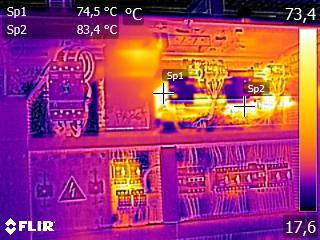 Sp1 74,5 °C °C 73,4
Sp2 83,4 °C
Sp1
Sp2
FLIR 17,6